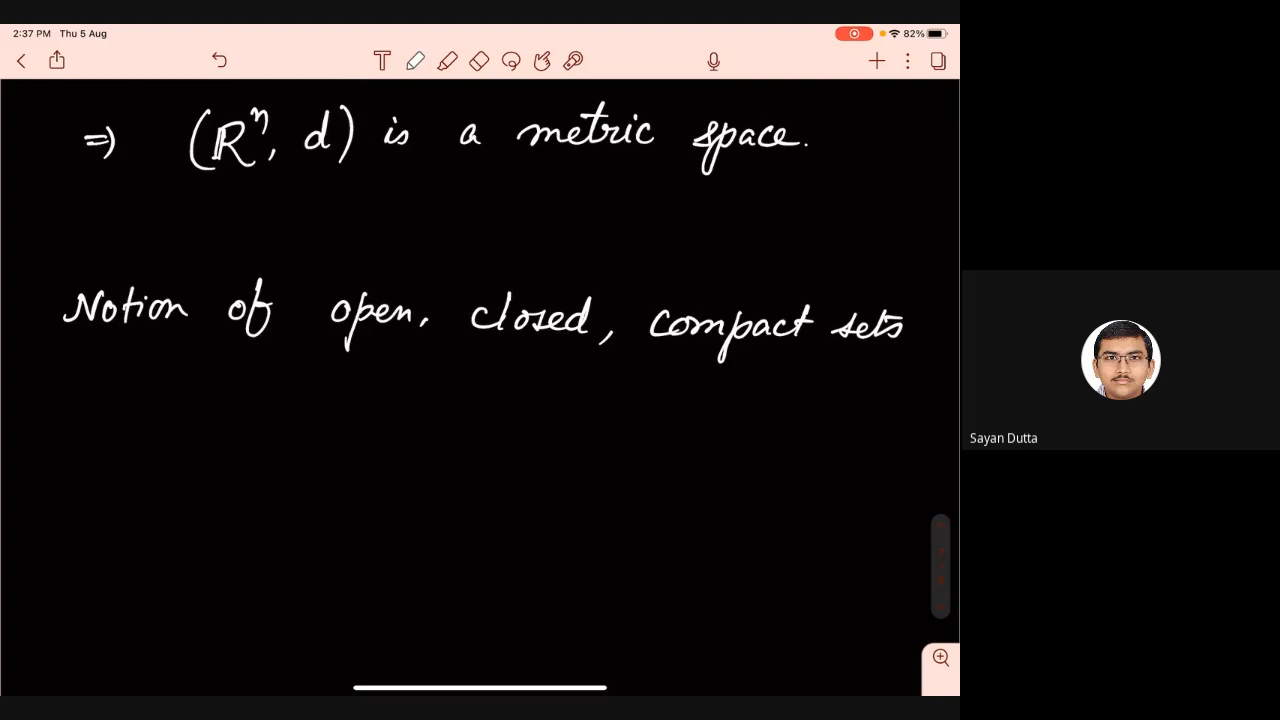 2:37 PM Thu 5 Aug
82%
⇒ (ℝⁿ, d) is a metric space.
Notion of open, closed, compact sets
Sayan Dutta